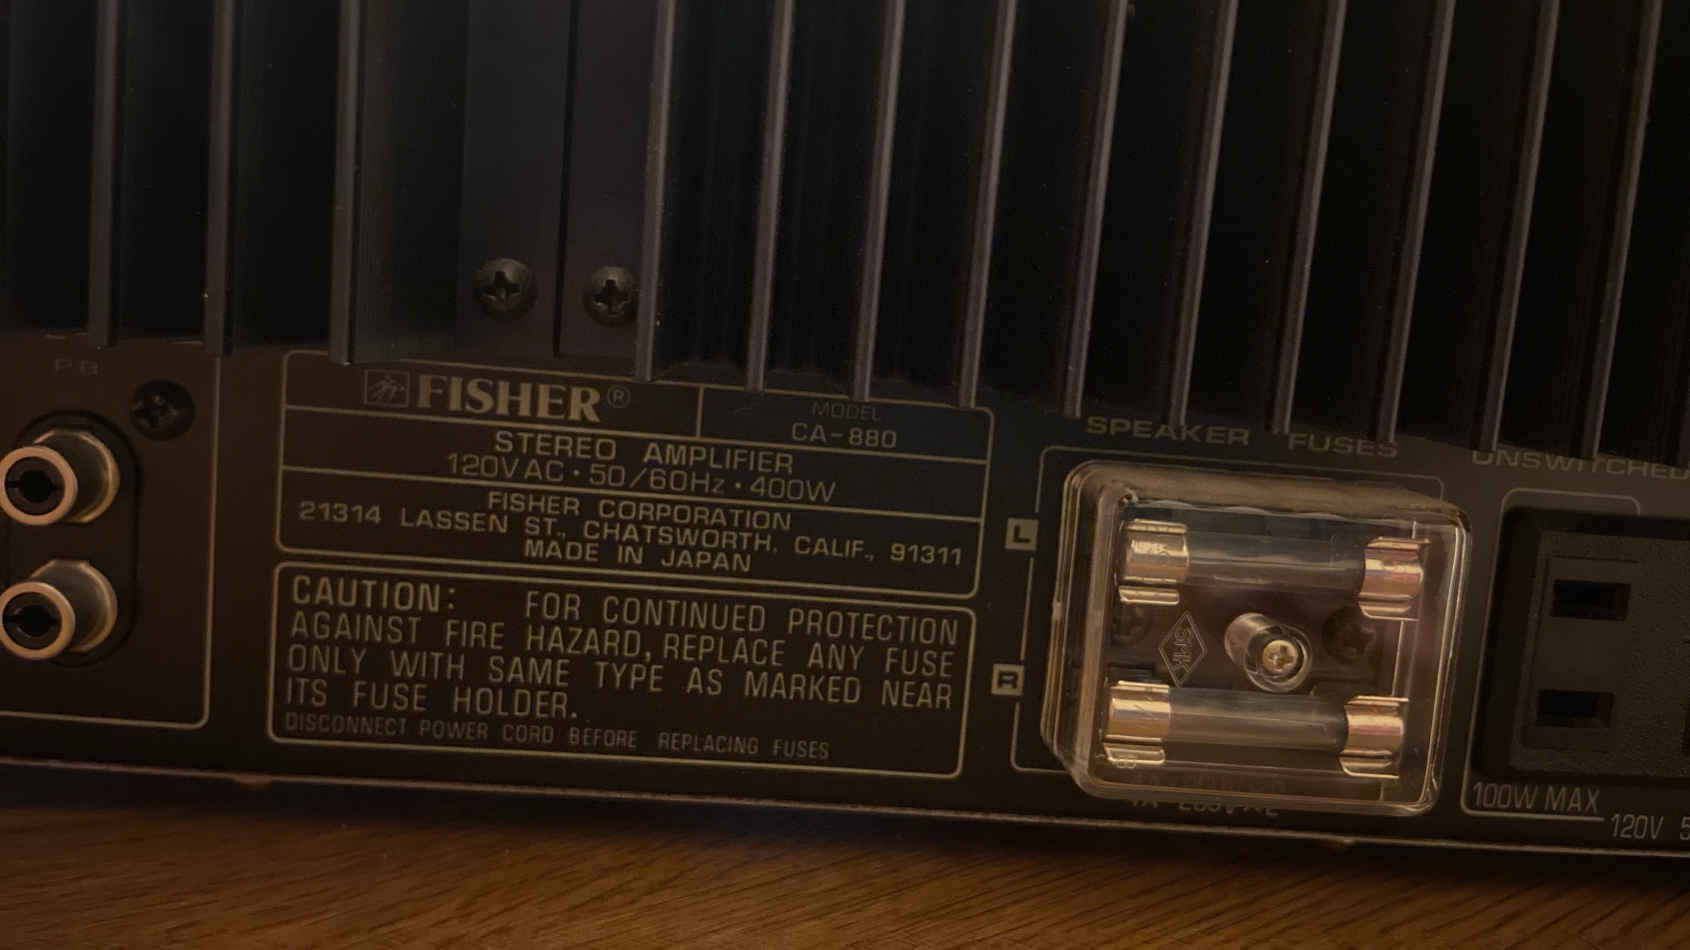 P.B
FISHER®
MODEL
CA-880
STEREO AMPLIFIER
120VAC·50/60Hz·400W
FISHER CORPORATION
21314 LASSEN ST., CHATSWORTH, CALIF., 91311
MADE IN JAPAN
CAUTION: FOR CONTINUED PROTECTION
AGAINST FIRE HAZARD, REPLACE ANY FUSE
ONLY WITH SAME TYPE AS MARKED NEAR
ITS FUSE HOLDER.
DISCONNECT POWER CORD BEFORE REPLACING FUSES
SPEAKER FUSES
L
R
SMK
UNSWITCHED
100W MAX
120V